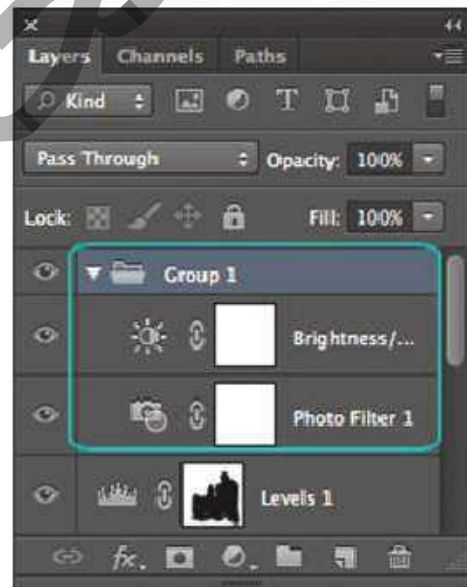 Layers Channels Paths
Kind
Pass Through Opacity: 100%
Lock: Fill: 100%
Group 1
Brightness/...
Photo Filter 1
Levels 1
fx.